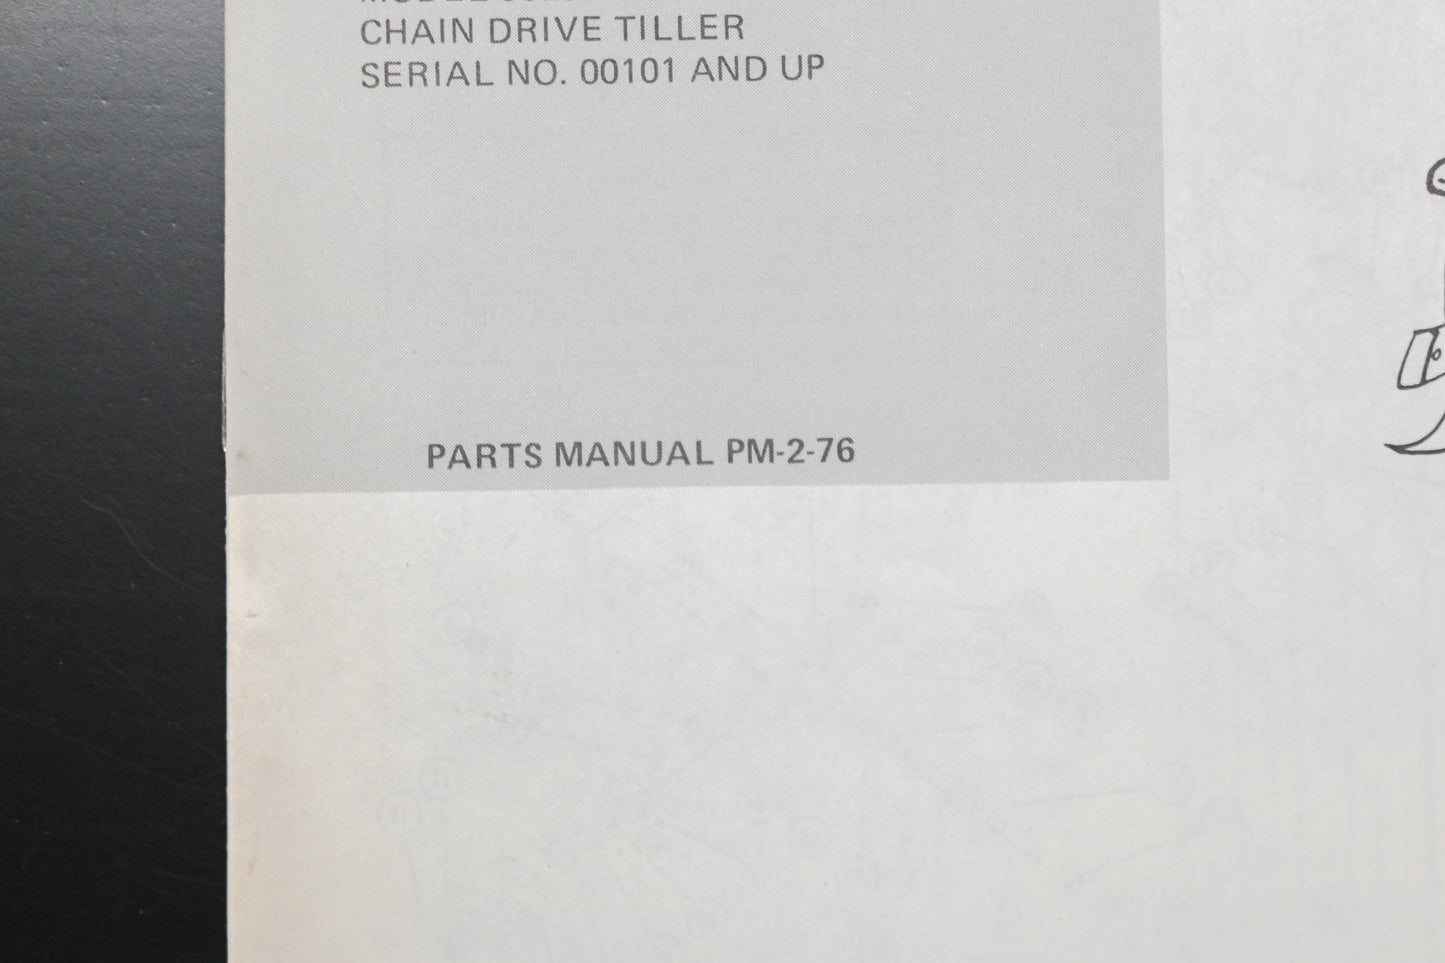 CHAIN DRIVE TILLER
SERIAL NO. 00101 AND UP
PARTS MANUAL PM-2-76